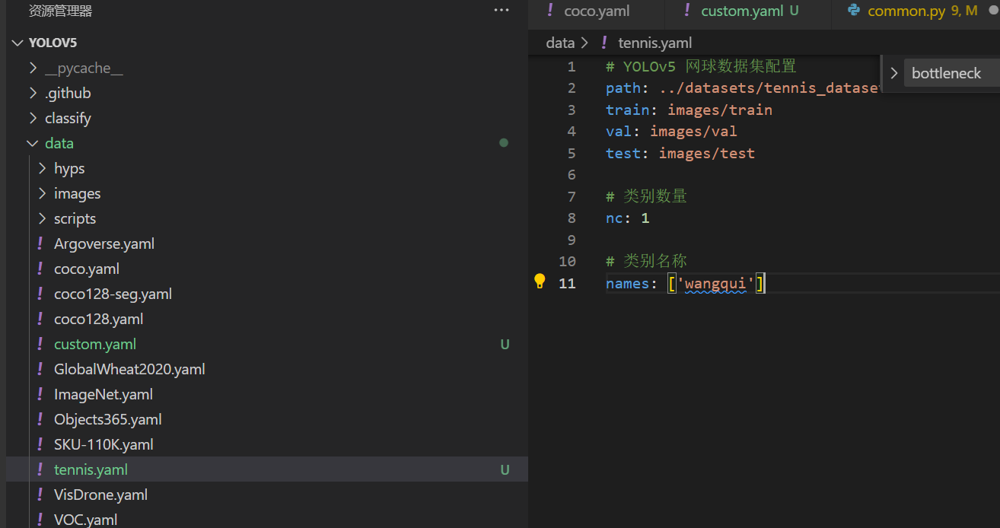 资源管理器
YOLOV5
__pycache__
.github
classify
data
hyps
images
scripts
Argoverse.yaml
coco.yaml
coco128-seg.yaml
coco128.yaml
custom.yaml U
GlobalWheat2020.yaml
ImageNet.yaml
Objects365.yaml
SKU-110K.yaml
tennis.yaml U
VisDrone.yaml
VOC.yaml
coco.yaml custom.yaml U common.py 9, M
data > tennis.yaml
bottleneck
1 # YOLOv5 网球数据集配置
2 path: ../datasets/tennis_dataset
3 train: images/train
4 val: images/val
5 test: images/test
6
7 # 类别数量
8 nc: 1
9
10 # 类别名称
11 names: ['wangqui']